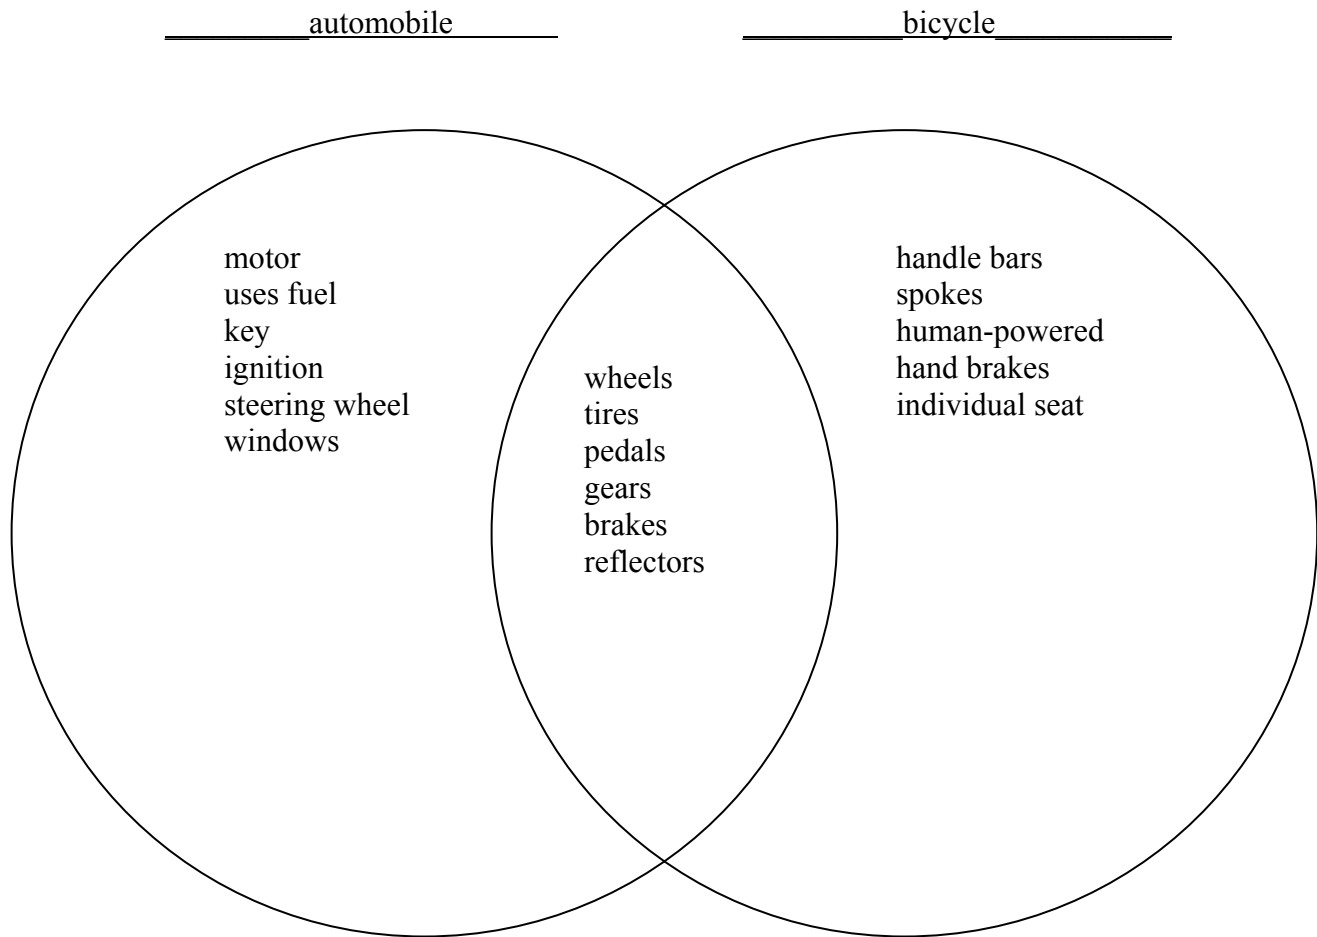 automobile
bicycle
motor
uses fuel
key
ignition
steering wheel
windows
wheels
tires
pedals
gears
brakes
reflectors
handle bars
spokes
human-powered
hand brakes
individual seat